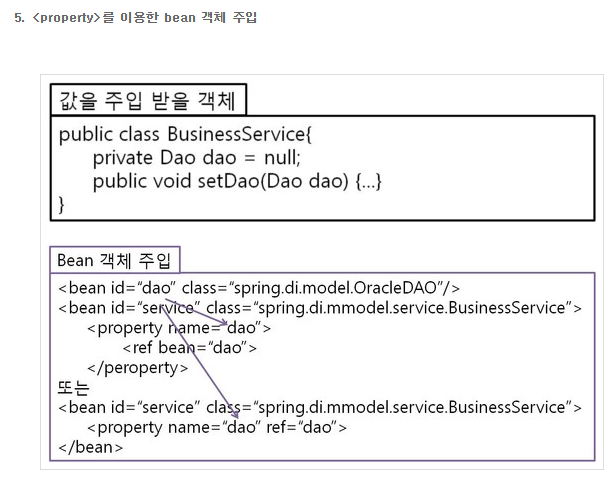 5. <property>를 이용한 bean 객체 주입
값을 주입 받을 객체
public class BusinessService{
private Dao dao = null;
public void setDao(Dao dao) {...}
}
Bean 객체 주입
<bean id=“dao” class=“spring.di.model.OracleDAO”/>
<bean id=“service” class=“spring.di.mmodel.service.BusinessService”>
<property name=“dao”>
<ref bean=“dao”>
</peroperty>
또는
<bean id=“service” class=“spring.di.mmodel.service.BusinessService”>
<property name=“dao” ref=“dao”>
</bean>